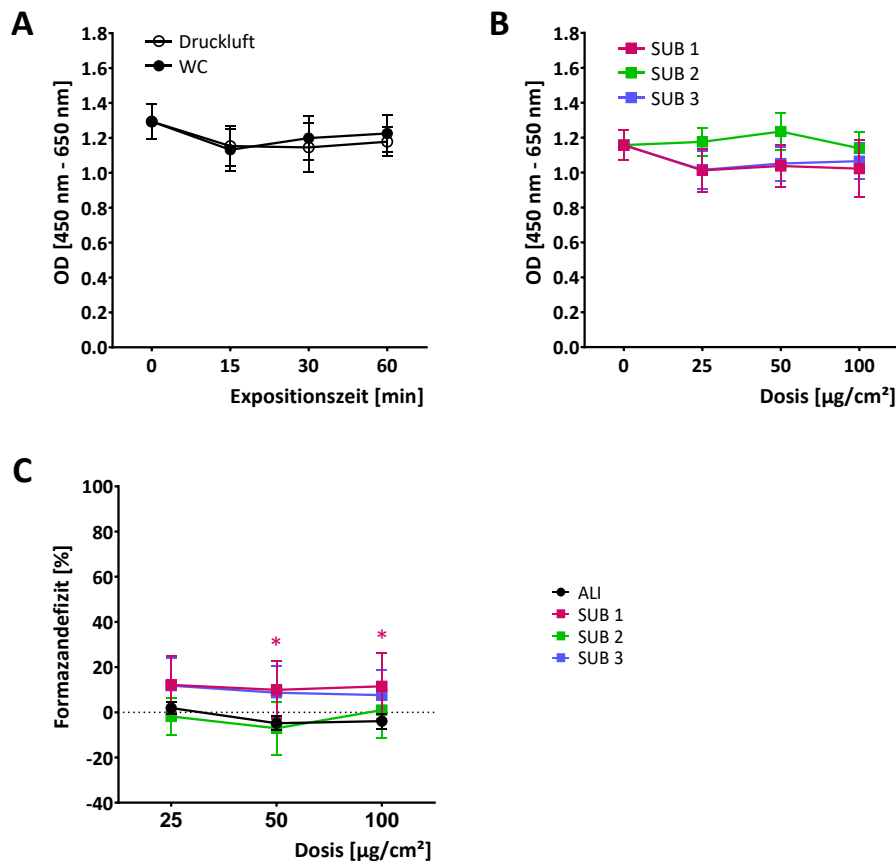 A
Druckluft
WC
OD [450 nm - 650 nm]
1.8
1.6
1.4
1.2
1.0
0.8
0.6
0.4
0.2
0.0
0 15 30 60
Expositionszeit [min]
B
SUB 1
SUB 2
SUB 3
OD [450 nm - 650 nm]
1.8
1.6
1.4
1.2
1.0
0.8
0.6
0.4
0.2
0.0
0 25 50 100
Dosis [µg/cm²]
C
Formazandefizit [%]
100
80
60
40
20
0
-20
-40
* *
25 50 100
Dosis [µg/cm²]
ALI
SUB 1
SUB 2
SUB 3